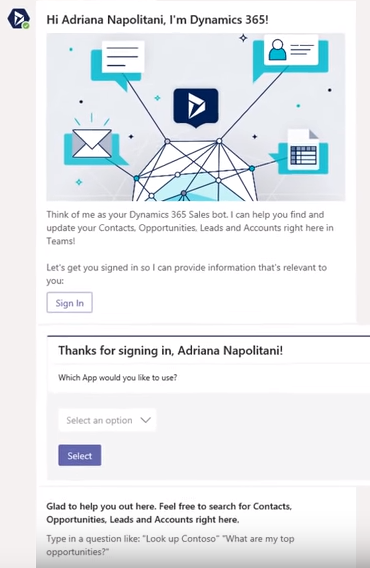 Hi Adriana Napolitani, I'm Dynamics 365!
Think of me as your Dynamics 365 Sales bot. I can help you find and
update your Contacts, Opportunities, Leads and Accounts right here in
Teams!
Let's get you signed in so I can provide information that's relevant to
you:
Sign In
Thanks for signing in, Adriana Napolitani!
Which App would you like to use?
Select an option
Select
Glad to help you out here. Feel free to search for Contacts,
Opportunities, Leads and Accounts right here.
Type in a question like: "Look up Contoso" "What are my top
opportunities?"